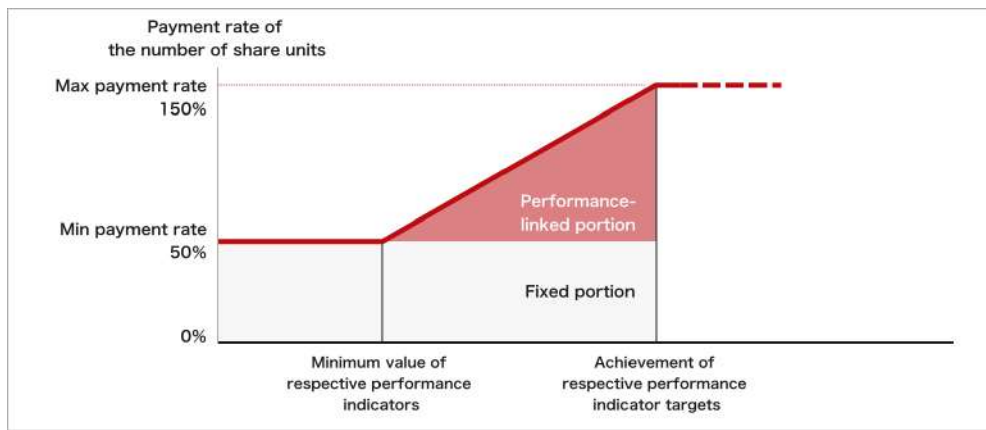 Payment rate of
the number of share units
Max payment rate
150%
Min payment rate
50%
0%
Performance-
linked portion
Fixed portion
Minimum value of
respective performance
indicators
Achievement of
respective performance
indicator targets